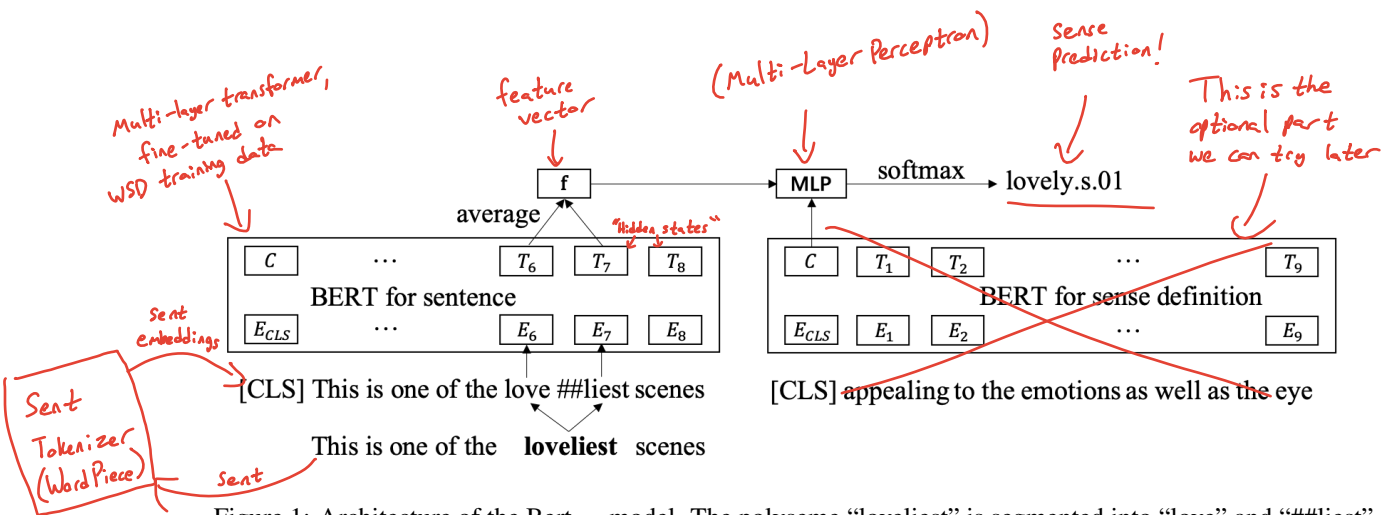 Multi-layer transformer,
fine-tuned on
WSD training data
feature
vector
(Multi-Layer Perceptron)
sense
prediction!
This is the
optional part
we can try later
f
MLP
softmax
lovely.s.01
average
"Hidden states"
C ... T6 T7 T8
BERT for sentence
E_CLS ... E6 E7 E8
C T1 T2 ... T9
BERT for sense definition
E_CLS E1 E2 ... E9
Sent
embeddings
[CLS] This is one of the love ##liest scenes
[CLS] appealing to the emotions as well as the eye
Sent
Tokenizer
(WordPiece)
Sent
This is one of the loveliest scenes